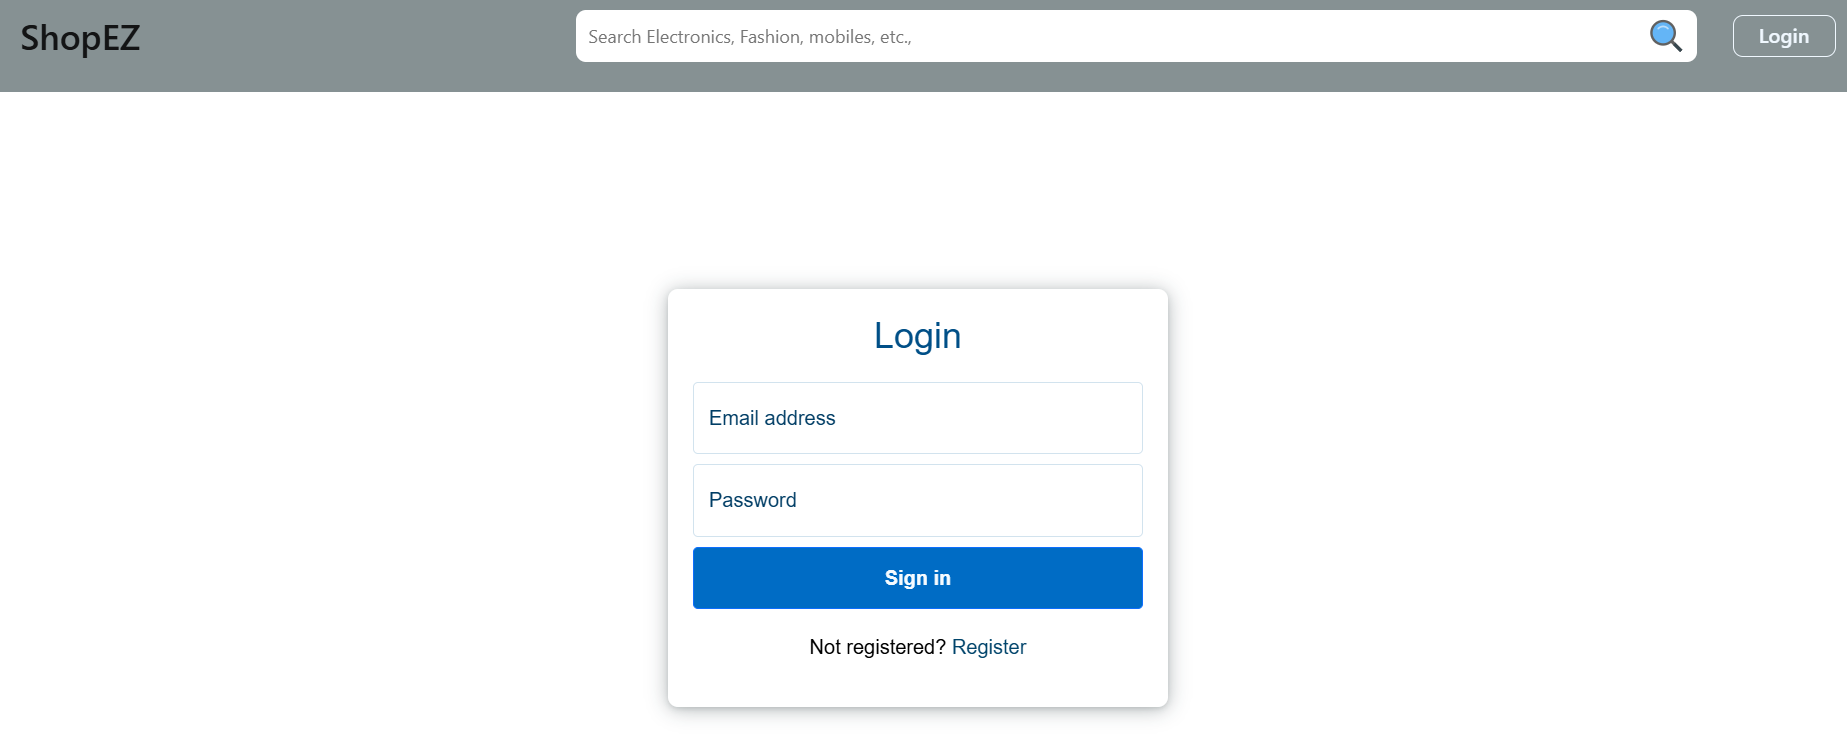 ShopEZ
Search Electronics, Fashion, mobiles, etc.,
Login
Login
Email address
Password
Sign in
Not registered? Register